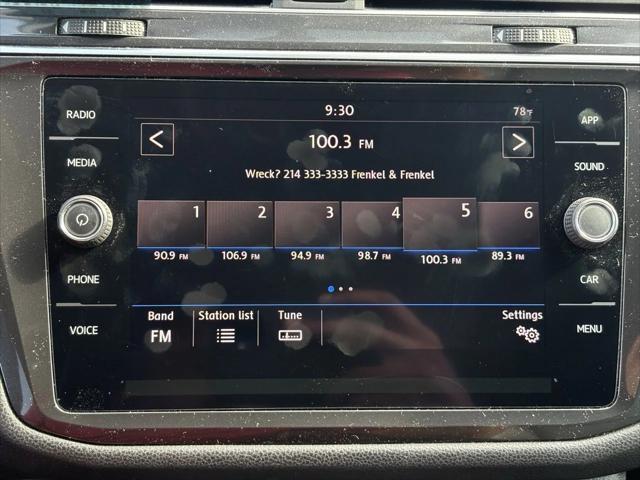 9:30 78°F
RADIO
APP
100.3 FM
MEDIA
SOUND
Wreck? 214 333-3333 Frenkel & Frenkel
1 2 3 4 5 6
90.9 FM 106.9 FM 94.9 FM 98.7 FM 100.3 FM 89.3 FM
PHONE
CAR
Band Station list Tune Settings
FM
VOICE
MENU